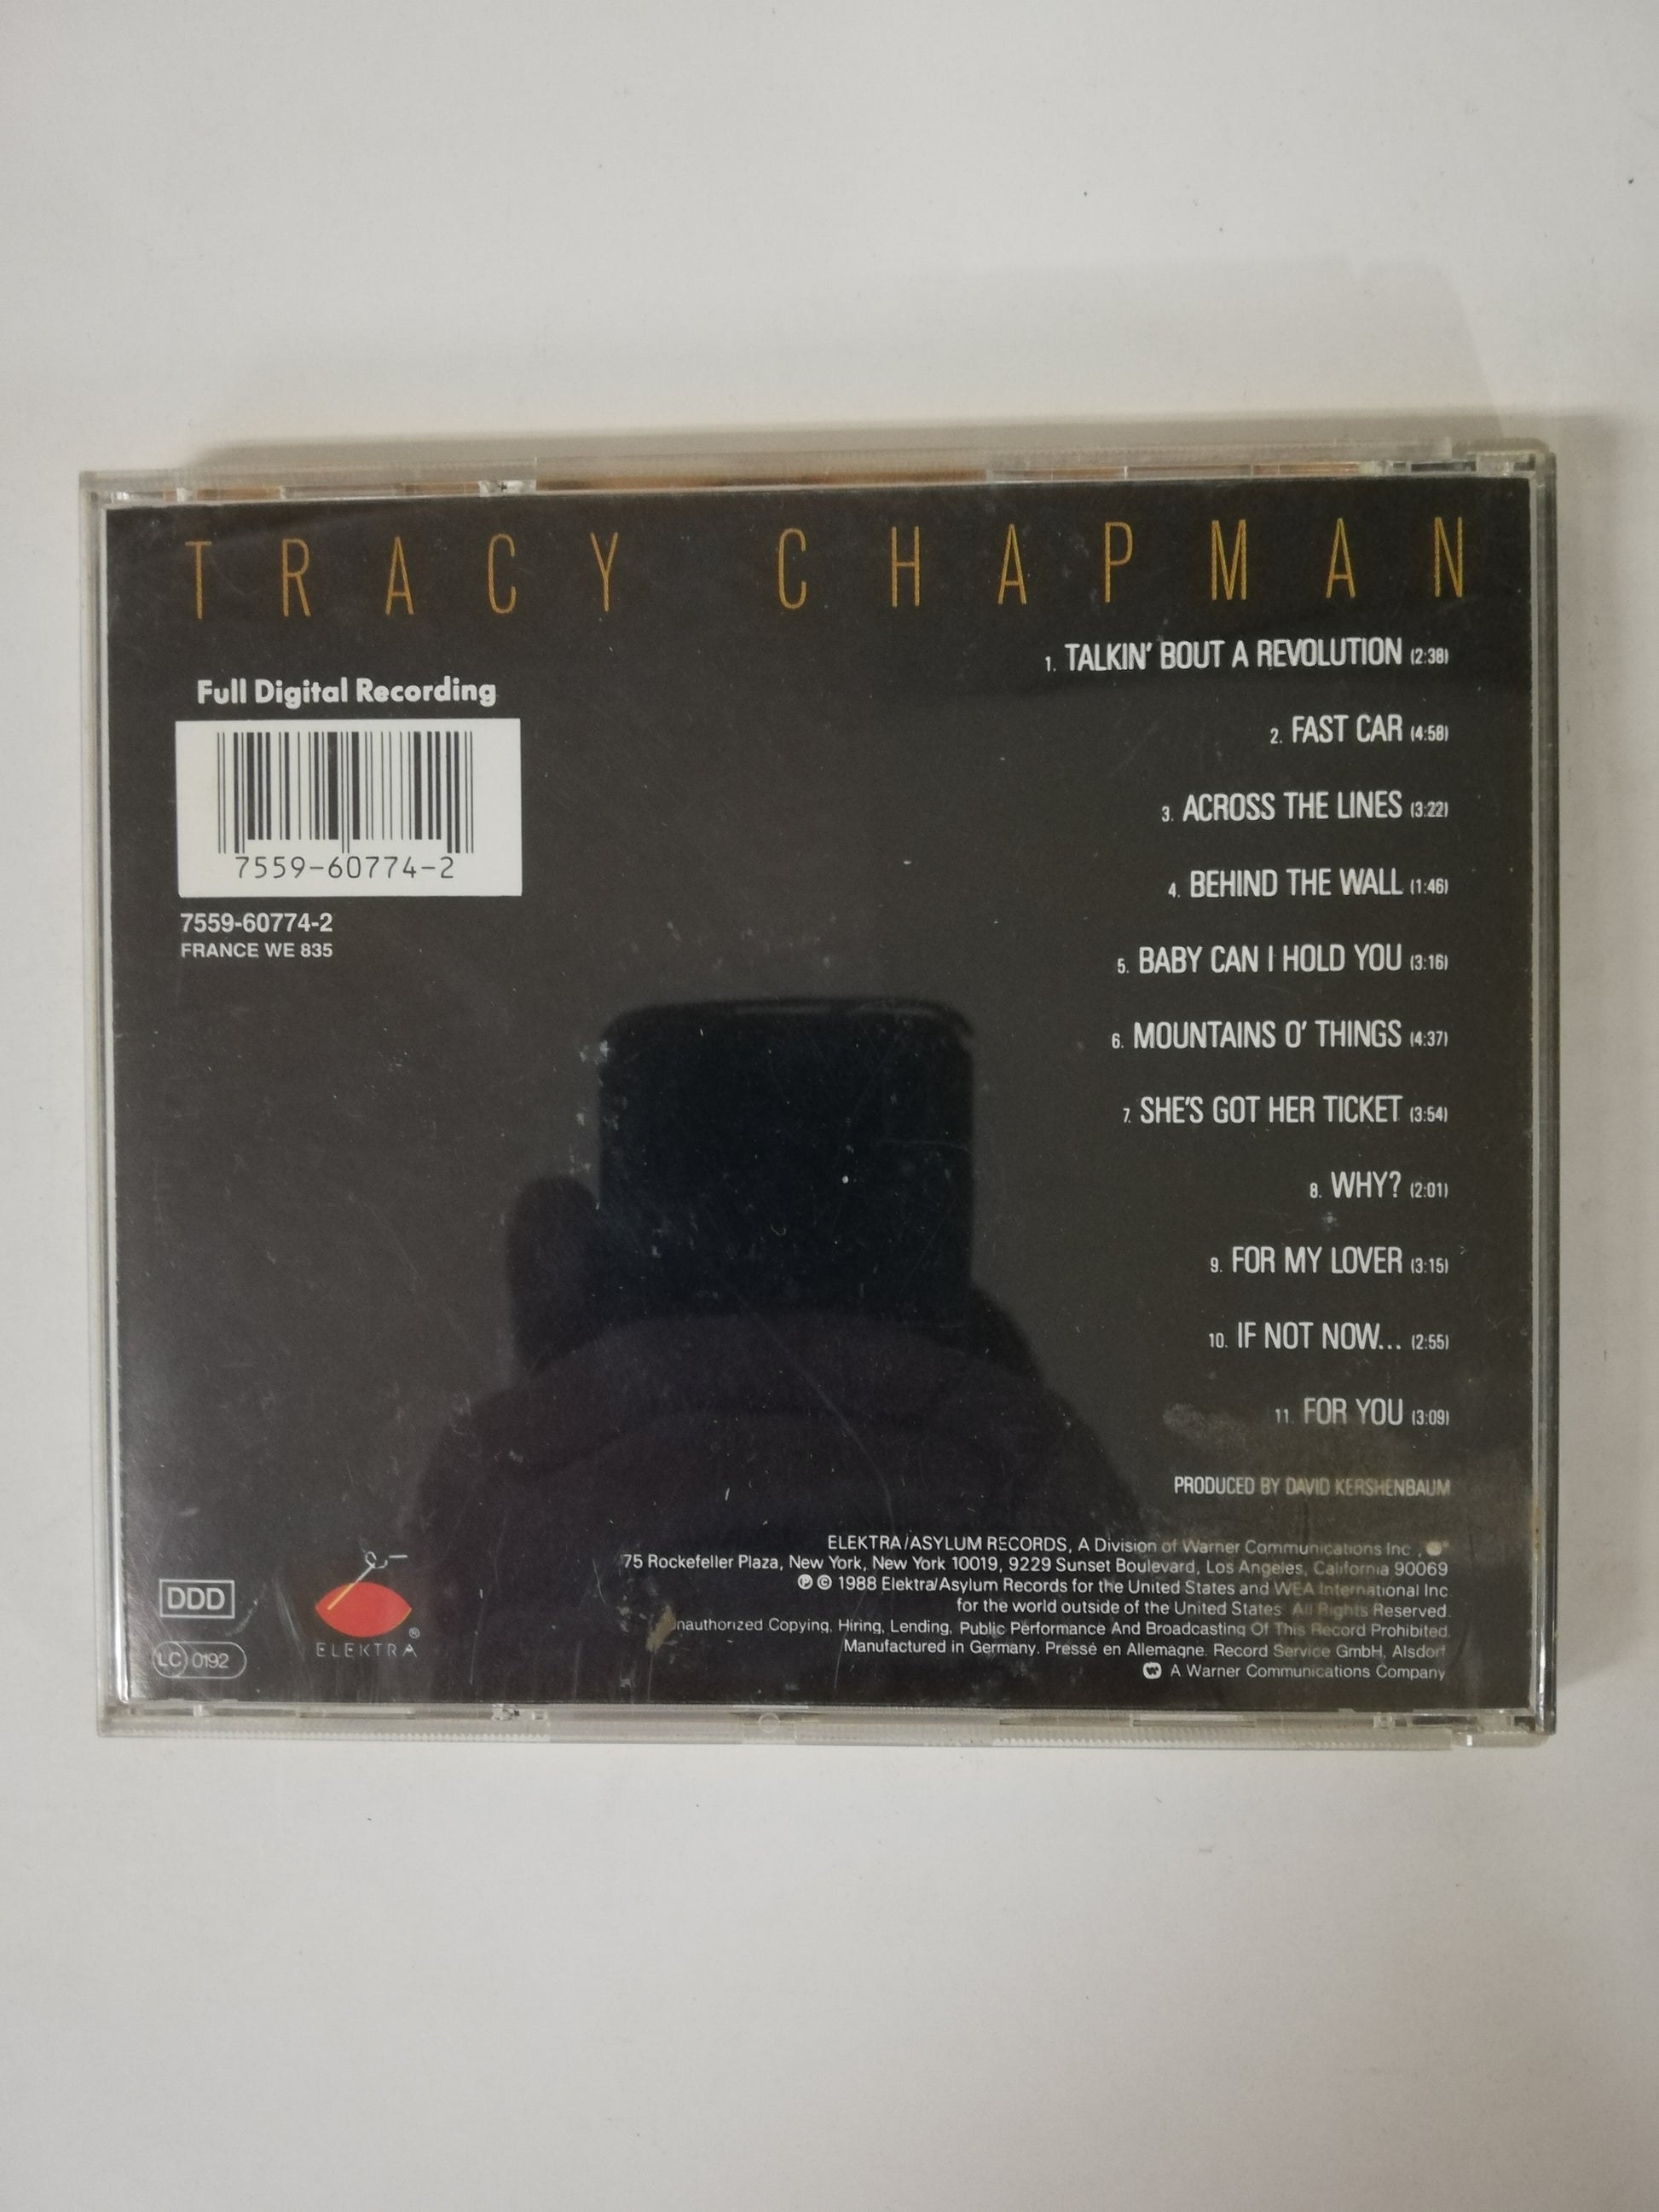 TRACY CHAPMAN
Full Digital Recording
7559-60774-2
7559-60774-2
FRANCE WE 835
1. TALKIN' BOUT A REVOLUTION (2:38)
2. FAST CAR (4:58)
3. ACROSS THE LINES (3:22)
4. BEHIND THE WALL (1:46)
5. BABY CAN I HOLD YOU (3:16)
6. MOUNTAINS O' THINGS (4:37)
7. SHE'S GOT HER TICKET (3:54)
8. WHY? (2:01)
9. FOR MY LOVER (3:15)
10. IF NOT NOW... (2:55)
11. FOR YOU (3:09)
PRODUCED BY DAVID KERSHENBAUM
ELEKTRA/ASYLUM RECORDS, A Division of Warner Communications Inc.,
75 Rockefeller Plaza, New York, New York 10019, 9229 Sunset Boulevard, Los Angeles, California 90069
℗ © 1988 Elektra/Asylum Records for the United States and WEA International Inc
for the world outside of the United States. All Rights Reserved.
nauthorized Copying, Hiring, Lending, Public Performance And Broadcasting Of This Record Prohibited.
Manufactured in Germany. Pressé en Allemagne. Record Service GmbH, Alsdorf
A Warner Communications Company
DDD
LC 0192
ELEKTRA®